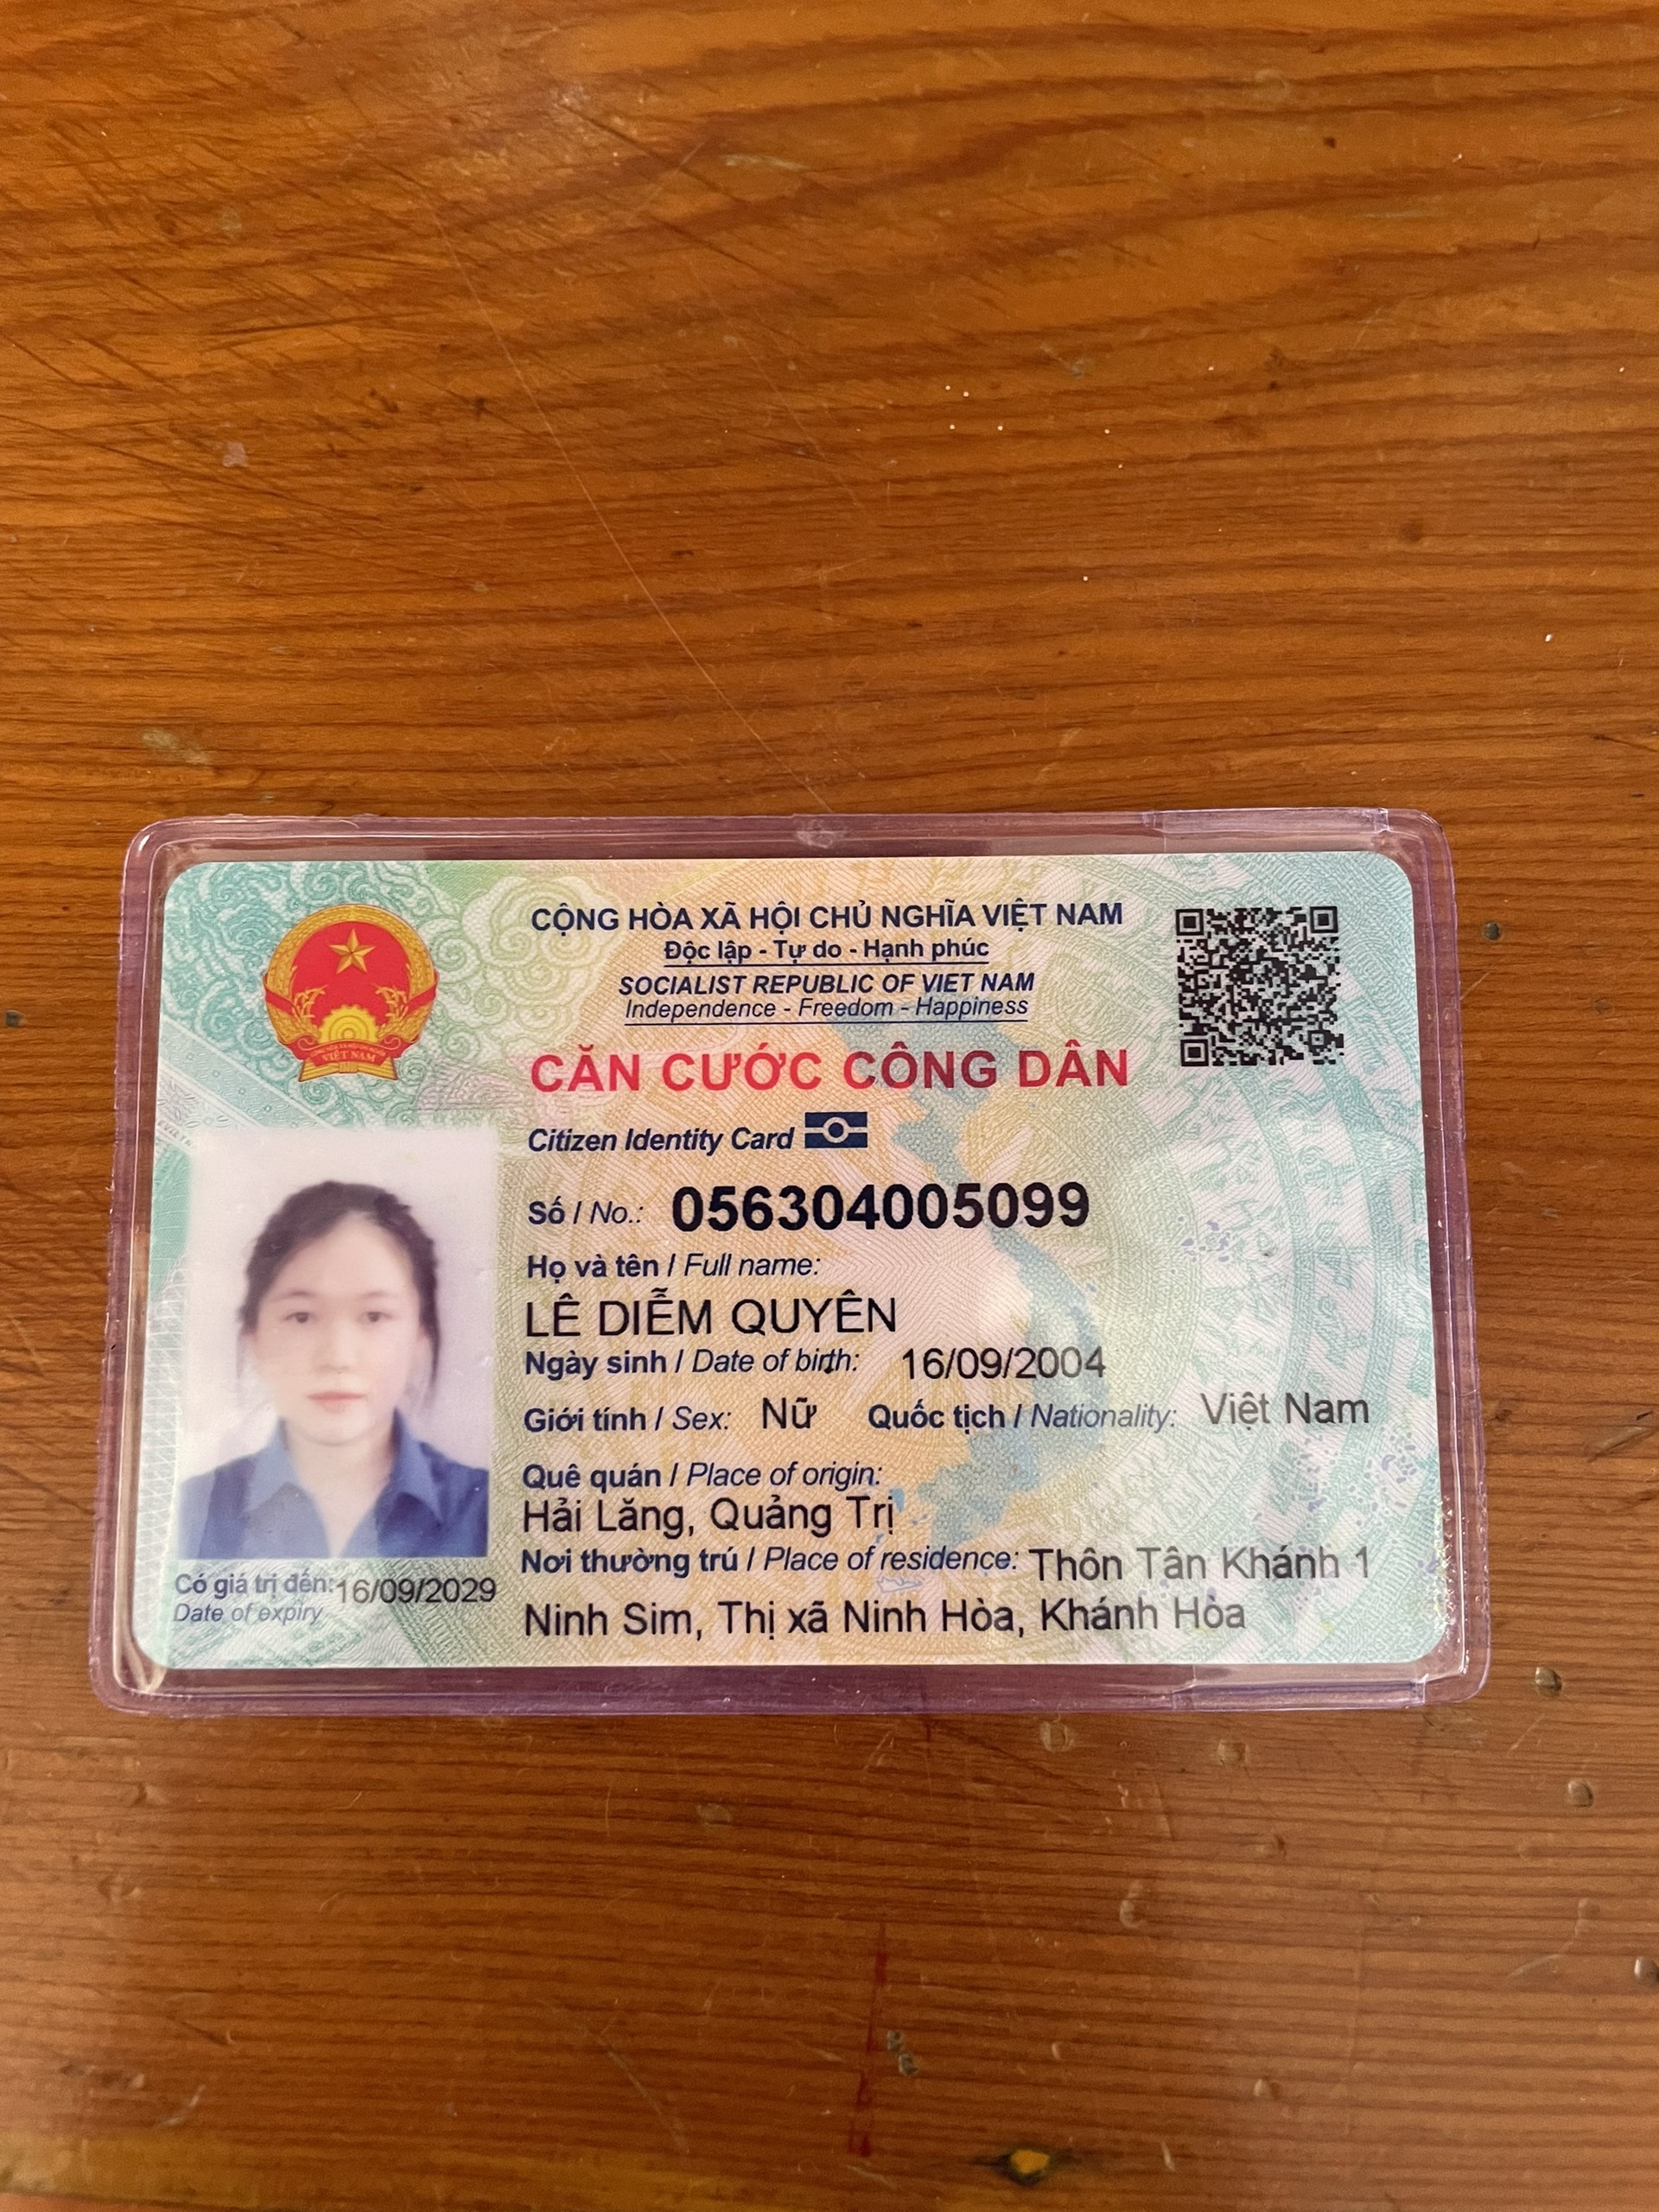 CỘNG HÒA XÃ HỘI CHỦ NGHĨA VIỆT NAM
Độc lập - Tự do - Hạnh phúc
SOCIALIST REPUBLIC OF VIET NAM
Independence - Freedom - Happiness
CĂN CƯỚC CÔNG DÂN
Citizen Identity Card
Số / No.: 056304005099
Họ và tên / Full name:
LÊ DIỄM QUYÊN
Ngày sinh / Date of birth: 16/09/2004
Giới tính / Sex: Nữ Quốc tịch / Nationality: Việt Nam
Quê quán / Place of origin:
Hải Lăng, Quảng Trị
Nơi thường trú / Place of residence: Thôn Tân Khánh 1
Ninh Sim, Thị xã Ninh Hòa, Khánh Hòa
Có giá trị đến: 16/09/2029
Date of expiry
VIỆT NAM